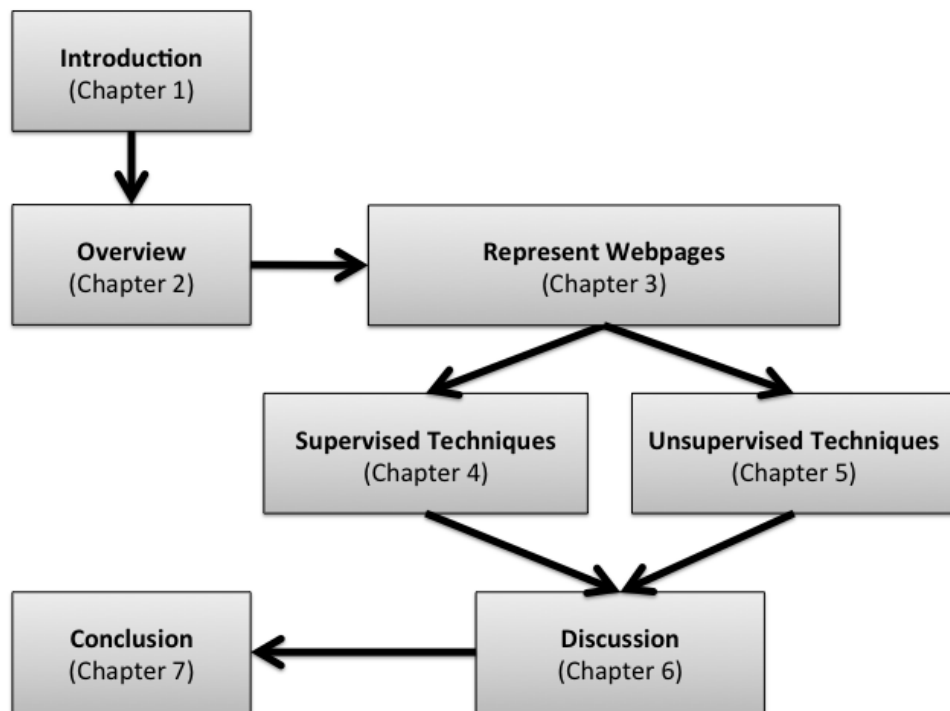 Introduction
(Chapter 1)
Overview
(Chapter 2)
Represent Webpages
(Chapter 3)
Supervised Techniques
(Chapter 4)
Unsupervised Techniques
(Chapter 5)
Conclusion
(Chapter 7)
Discussion
(Chapter 6)